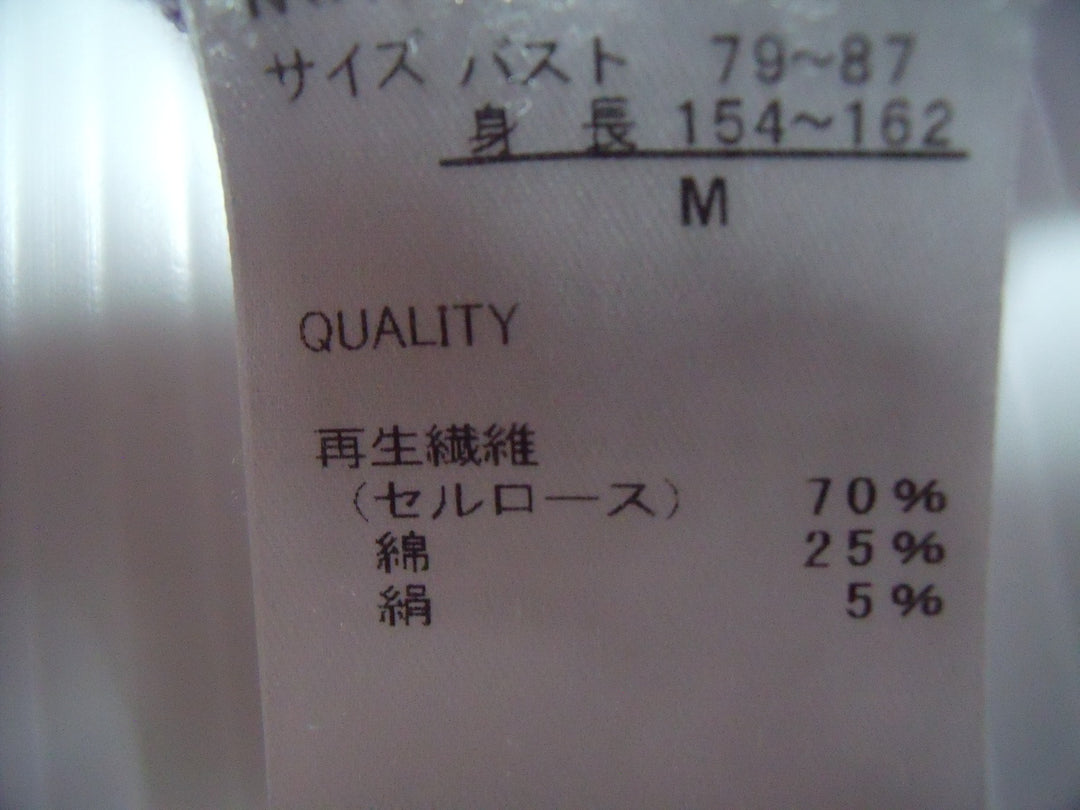 サイズ バスト 79～87
身 長 154～162
M
QUALITY
再生繊維
（セルロース） 70%
綿 25%
絹 5%